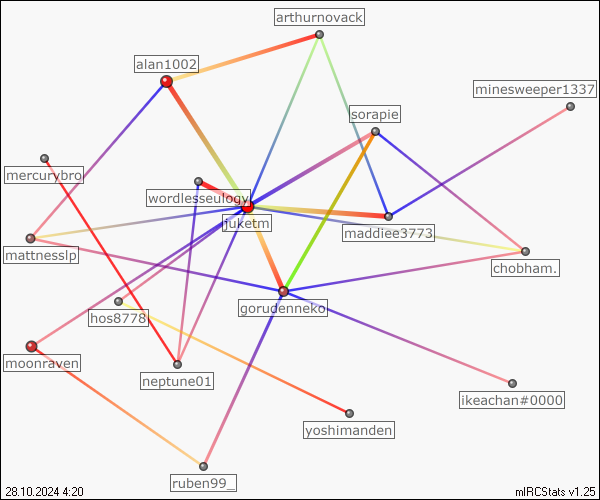 arthurnovack
alan1002
minesweeper1337
sorapie
mercurybro
wordlesseulogy
juketm
maddiee3773
mattnesslp
chobham.
hos8778
gorudenneko
moonraven
neptune01
ikeachan#0000
yoshimanden
ruben99_
28.10.2024 4:20
mIRCStats v1.25